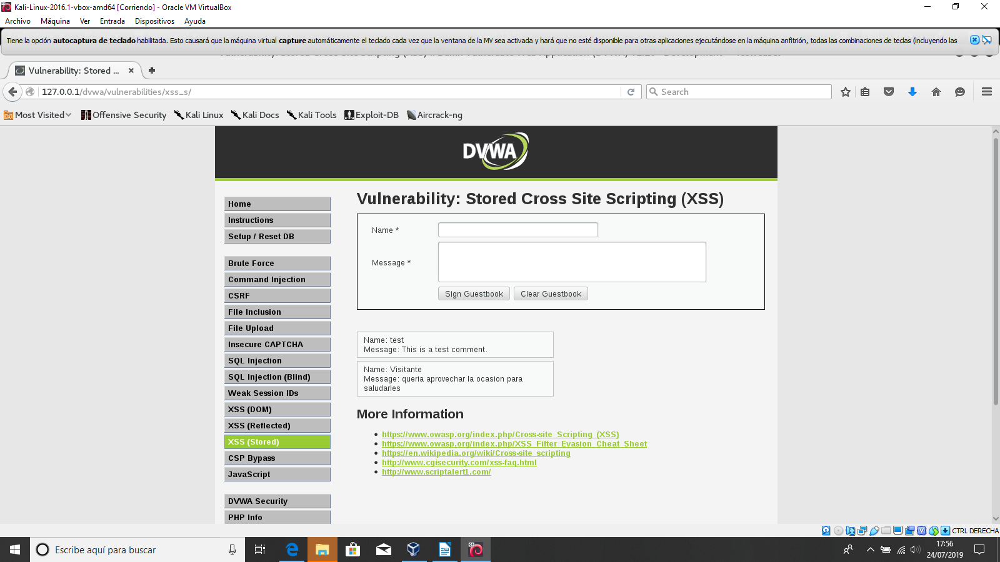 Kali-Linux-2016.1-vbox-amd64 [Corriendo] - Oracle VM VirtualBox
Archivo Máquina Ver Entrada Dispositivos Ayuda
Tiene la opción autocaptura de teclado habilitada. Esto causará que la máquina virtual capture automáticamente el teclado cada vez que la ventana de la MV sea activada y hará que no esté disponible para otras aplicaciones ejecutándose en la máquina anfitrión, todas las combinaciones de teclas (incluyendo las
Vulnerability: Stored ...
127.0.0.1/dvwa/vulnerabilities/xss_s/
Search
Most Visited Offensive Security Kali Linux Kali Docs Kali Tools Exploit-DB Aircrack-ng
DVWA
Home
Instructions
Setup / Reset DB
Brute Force
Command Injection
CSRF
File Inclusion
File Upload
Insecure CAPTCHA
SQL Injection
SQL Injection (Blind)
Weak Session IDs
XSS (DOM)
XSS (Reflected)
XSS (Stored)
CSP Bypass
JavaScript
DVWA Security
PHP Info
Vulnerability: Stored Cross Site Scripting (XSS)
Name *
Message *
Sign Guestbook Clear Guestbook
Name: test
Message: This is a test comment.
Name: Visitante
Message: queria aprovechar la ocasion para
saludarles
More Information
https://www.owasp.org/index.php/Cross-site_Scripting_(XSS)
https://www.owasp.org/index.php/XSS_Filter_Evasion_Cheat_Sheet
https://en.wikipedia.org/wiki/Cross-site_scripting
http://www.cgisecurity.com/xss-faq.html
http://www.scriptalert1.com/
CTRL DERECHA
Escribe aquí para buscar
17:56
24/07/2019